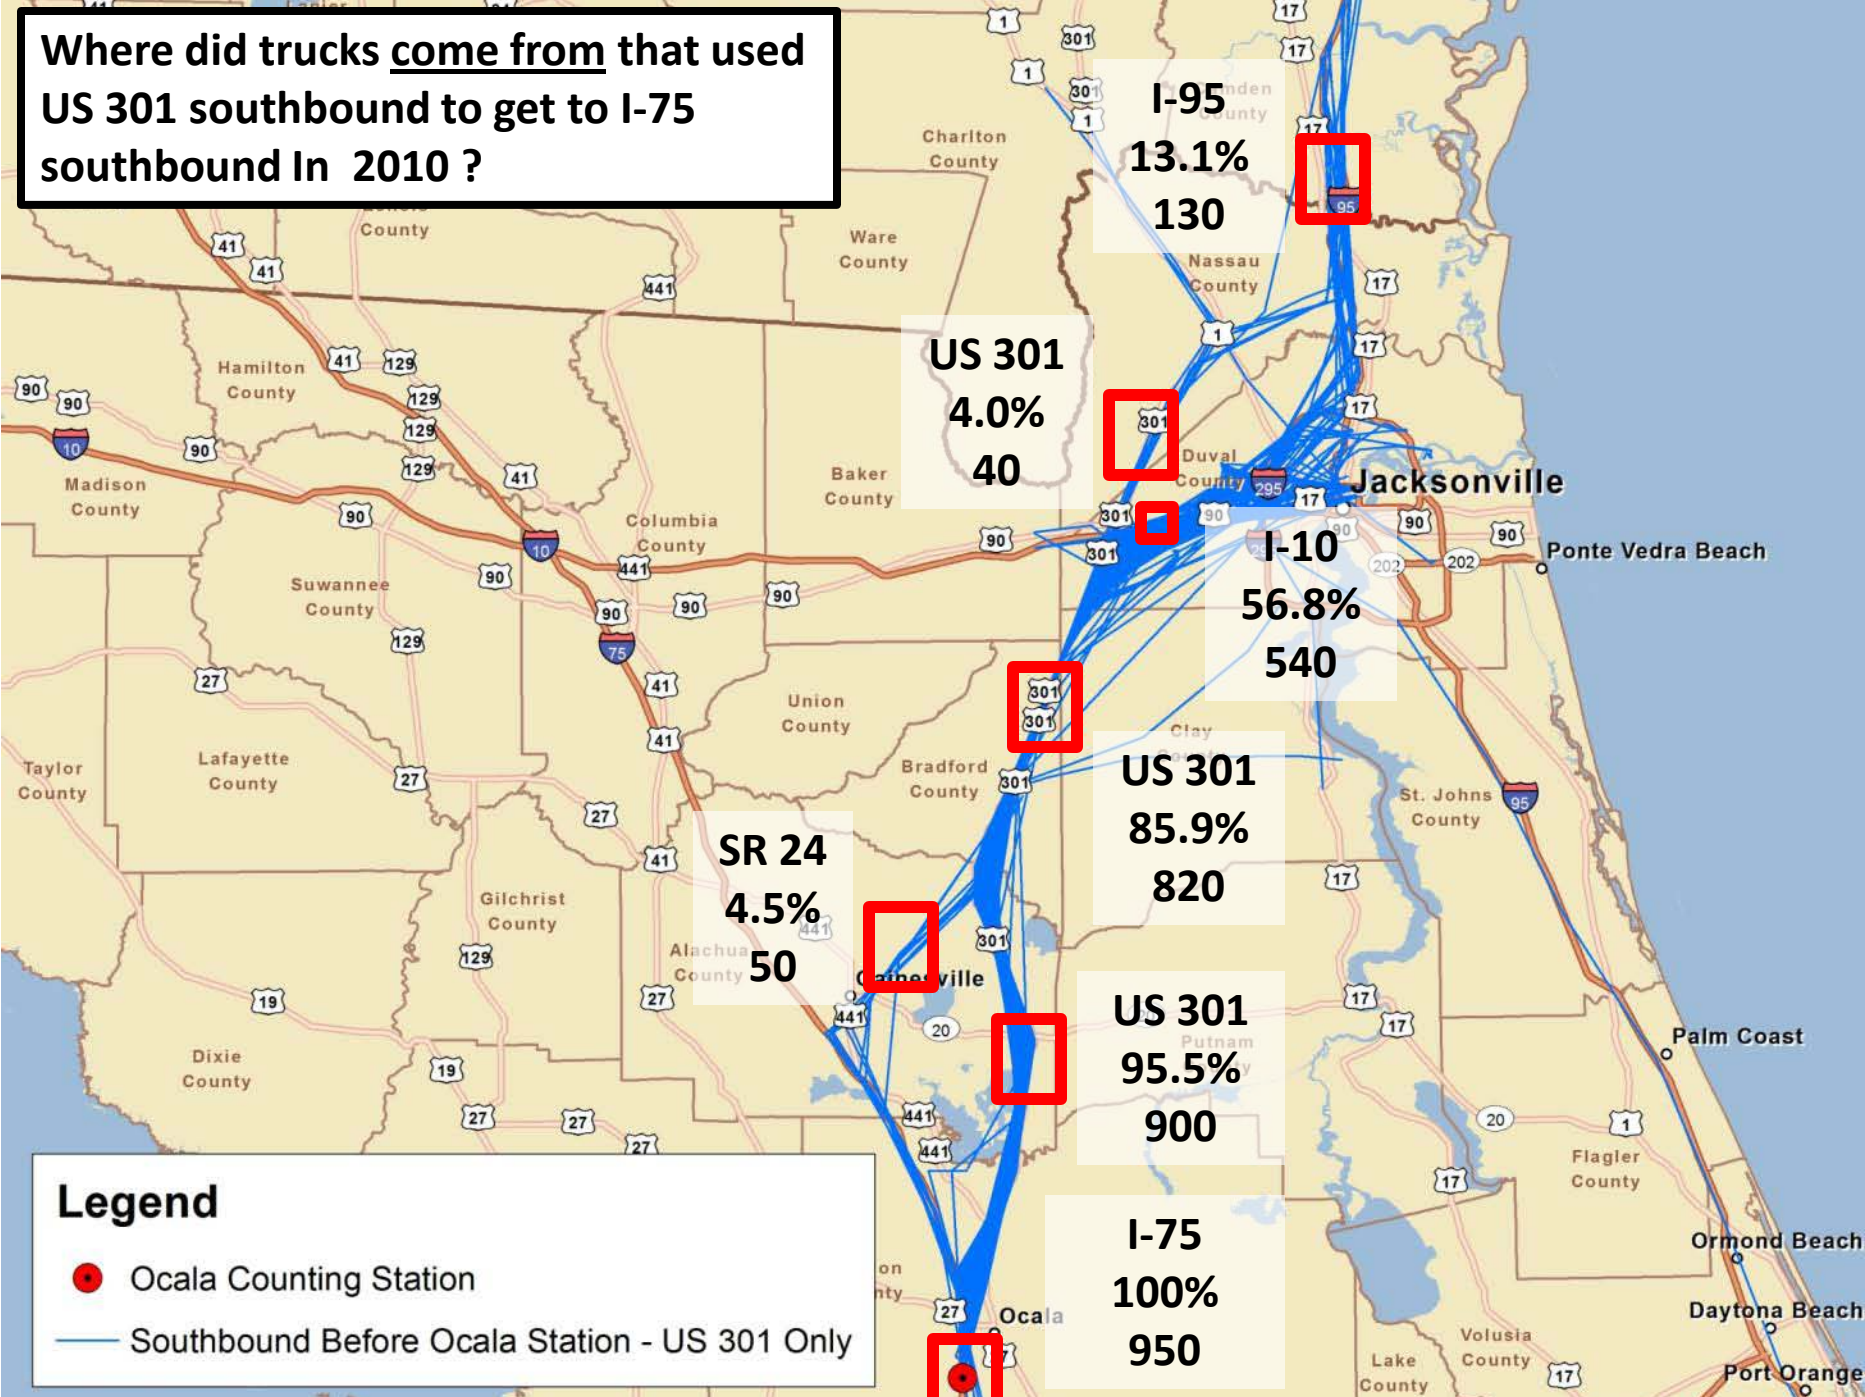 Where did trucks come from that used
US 301 southbound to get to I-75
southbound In  2010 ?
I-95
13.1%
130
US 301
4.0%
40
I-10
56.8%
540
US 301
85.9%
820
SR 24
4.5%
50
US 301
95.5%
900
I-75
100%
950
Charlton
County
Ware
County
County
Nassau
County
Hamilton
County
Madison
County
Baker
County
Duval
County
Columbia
County
Suwannee
County
Union
County
Bradford
County
Clay
Lafayette
County
Taylor
County
St. Johns
County
Gilchrist
County
Alachua
County
Dixie
County
Putnam
Flagler
County
Volusia
County
Lake
County
Jacksonville
Ponte Vedra Beach
Gainesville
Palm Coast
Ormond Beach
Daytona Beach
Port Orange
Ocala
Legend
Ocala Counting Station
Southbound Before Ocala Station - US 301 Only